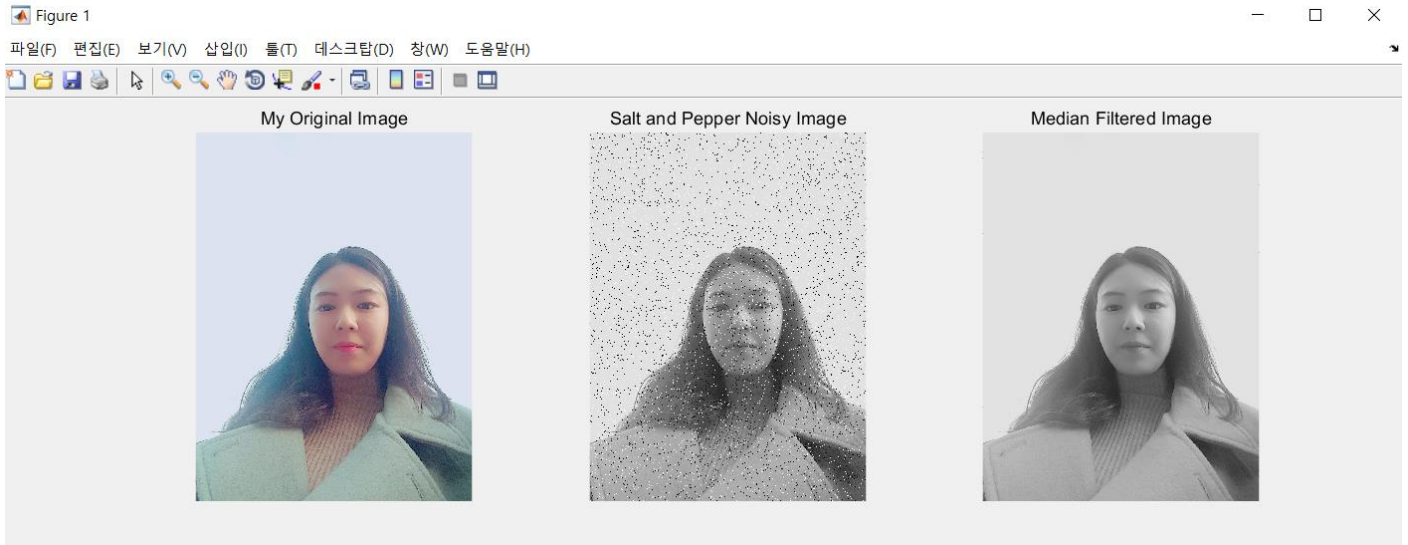 Figure 1
파일(F) 편집(E) 보기(V) 삽입(I) 툴(T) 데스크탑(D) 창(W) 도움말(H)
My Original Image
Salt and Pepper Noisy Image
Median Filtered Image